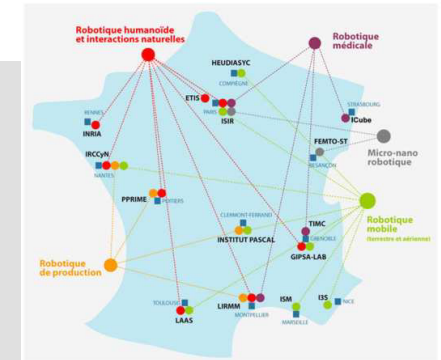 Robotique humanoïde
et interactions naturelles
Robotique
médicale
HEUDIASYC
COMPIÈGNE
ETIS
PARIS
ISIR
STRASBOURG
ICube
RENNES
INRIA
FEMTO-ST
BESANÇON
Micro-nano
robotique
IRCCyN
NANTES
PPRIME
POITIERS
CLERMONT-FERRAND
INSTITUT PASCAL
TIMC
GRENOBLE
GIPSA-LAB
Robotique
mobile
(terrestre et aérienne)
Robotique
de production
TOULOUSE
LAAS
LIRMM
MONTPELLIER
ISM
MARSEILLE
I3S
NICE